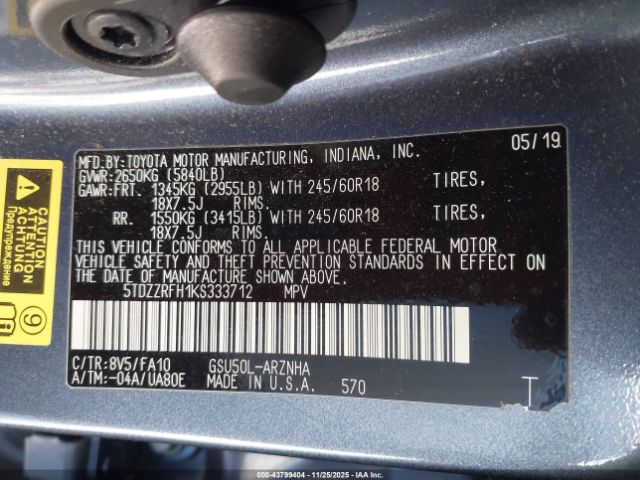 MFD.BY:TOYOTA MOTOR MANUFACTURING, INDIANA, INC. 05/19
GVWR:2650KG (5840LB)
GAWR:FRT. 1345KG (2955LB) WITH 245/60R18 TIRES,
18X7.5J RIMS.
RR. 1550KG (3415LB) WITH 245/60R18 TIRES,
18X7.5J RIMS.
THIS VEHICLE CONFORMS TO ALL APPLICABLE FEDERAL MOTOR
VEHICLE SAFETY AND THEFT PREVENTION STANDARDS IN EFFECT
ON THE DATE OF MANUFACTURE SHOWN ABOVE.
5TDZZRFH1KS333712 MPV
C/TR:8V5/FA10 GSU50L-ARZNHA
A/TM:-04A/UA80E MADE IN U.S.A. 570
T
CAUTION
ATTENTION
ACHTUNG
Предупреждение
9
000-43799404 - 11/25/2025 - IAAI.COM